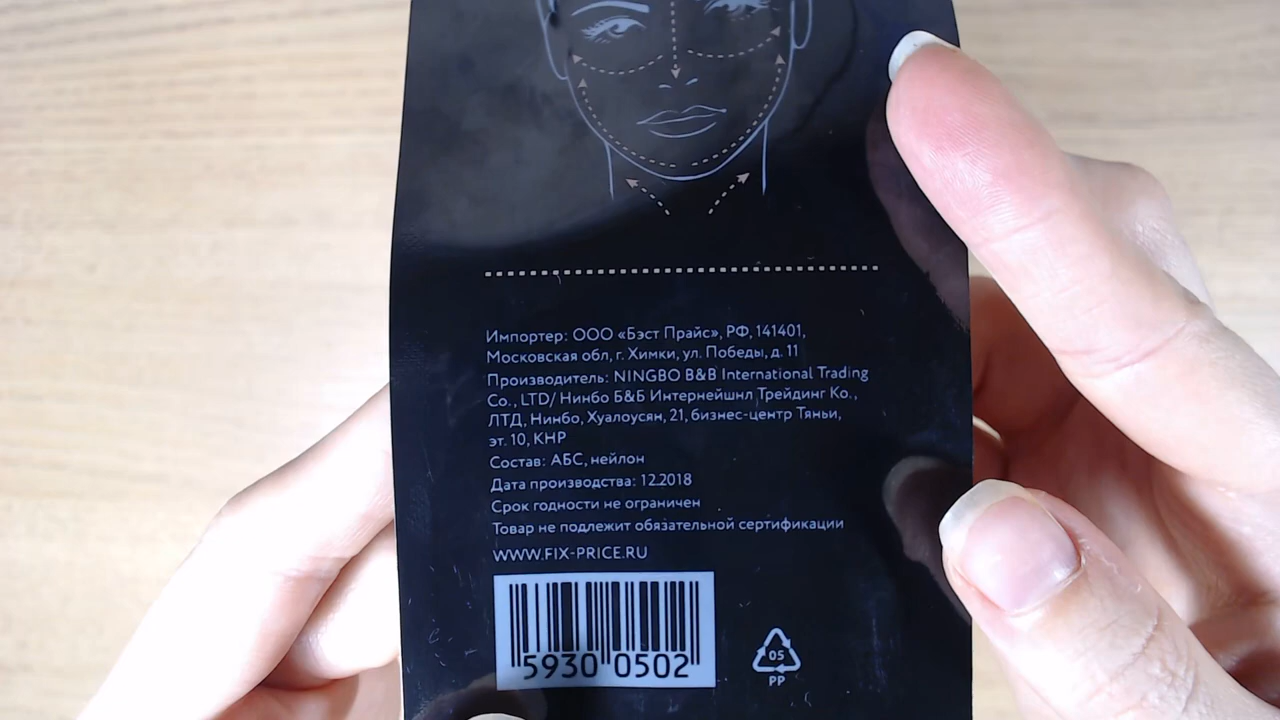 Импортер: ООО «Бэст Прайс», РФ, 141401,
Московская обл, г. Химки, ул. Победы, д. 11
Производитель: NINGBO B&B International Trading
Co., LTD/ Нинбо Б&Б Интернейшнл Трейдинг Ко.,
ЛТД, Нинбо, Хуалоусян, 21, бизнес-центр Тяньи,
эт. 10, КНР
Состав: АБС, нейлон
Дата производства: 12.2018
Срок годности не ограничен
Товар не подлежит обязательной сертификации
WWW.FIX-PRICE.RU
5930 0502
05
PP